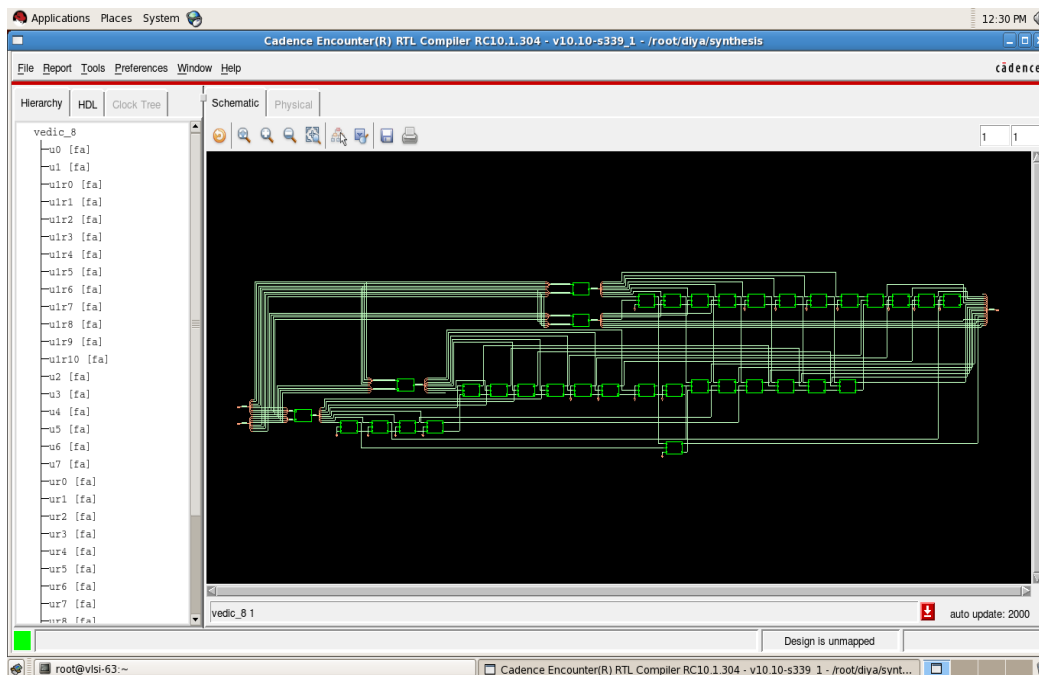 Applications Places System
12:30 PM
Cadence Encounter(R) RTL Compiler RC10.1.304 - v10.10-s339_1 - /root/diya/synthesis
File Report Tools Preferences Window Help
cādence
Hierarchy HDL Clock Tree
Schematic Physical
1 1
vedic_8
u0 [fa]
u1 [fa]
u1r0 [fa]
u1r1 [fa]
u1r2 [fa]
u1r3 [fa]
u1r4 [fa]
u1r5 [fa]
u1r6 [fa]
u1r7 [fa]
u1r8 [fa]
u1r9 [fa]
u1r10 [fa]
u2 [fa]
u3 [fa]
u4 [fa]
u5 [fa]
u6 [fa]
u7 [fa]
ur0 [fa]
ur1 [fa]
ur2 [fa]
ur3 [fa]
ur4 [fa]
ur5 [fa]
ur6 [fa]
ur7 [fa]
ur8 [fa]
vedic_8 1
auto update: 2000
Design is unmapped
root@vlsi-63:~
Cadence Encounter(R) RTL Compiler RC10.1.304 - v10.10-s339_1 - /root/diya/synt...